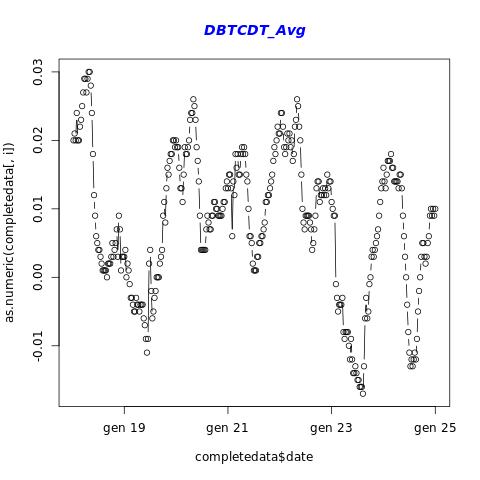 DBTCDT_Avg
as.numeric(completedata[, i])
0.03
0.02
0.01
0.00
-0.01
gen 19
gen 21
gen 23
gen 25
completedata$date